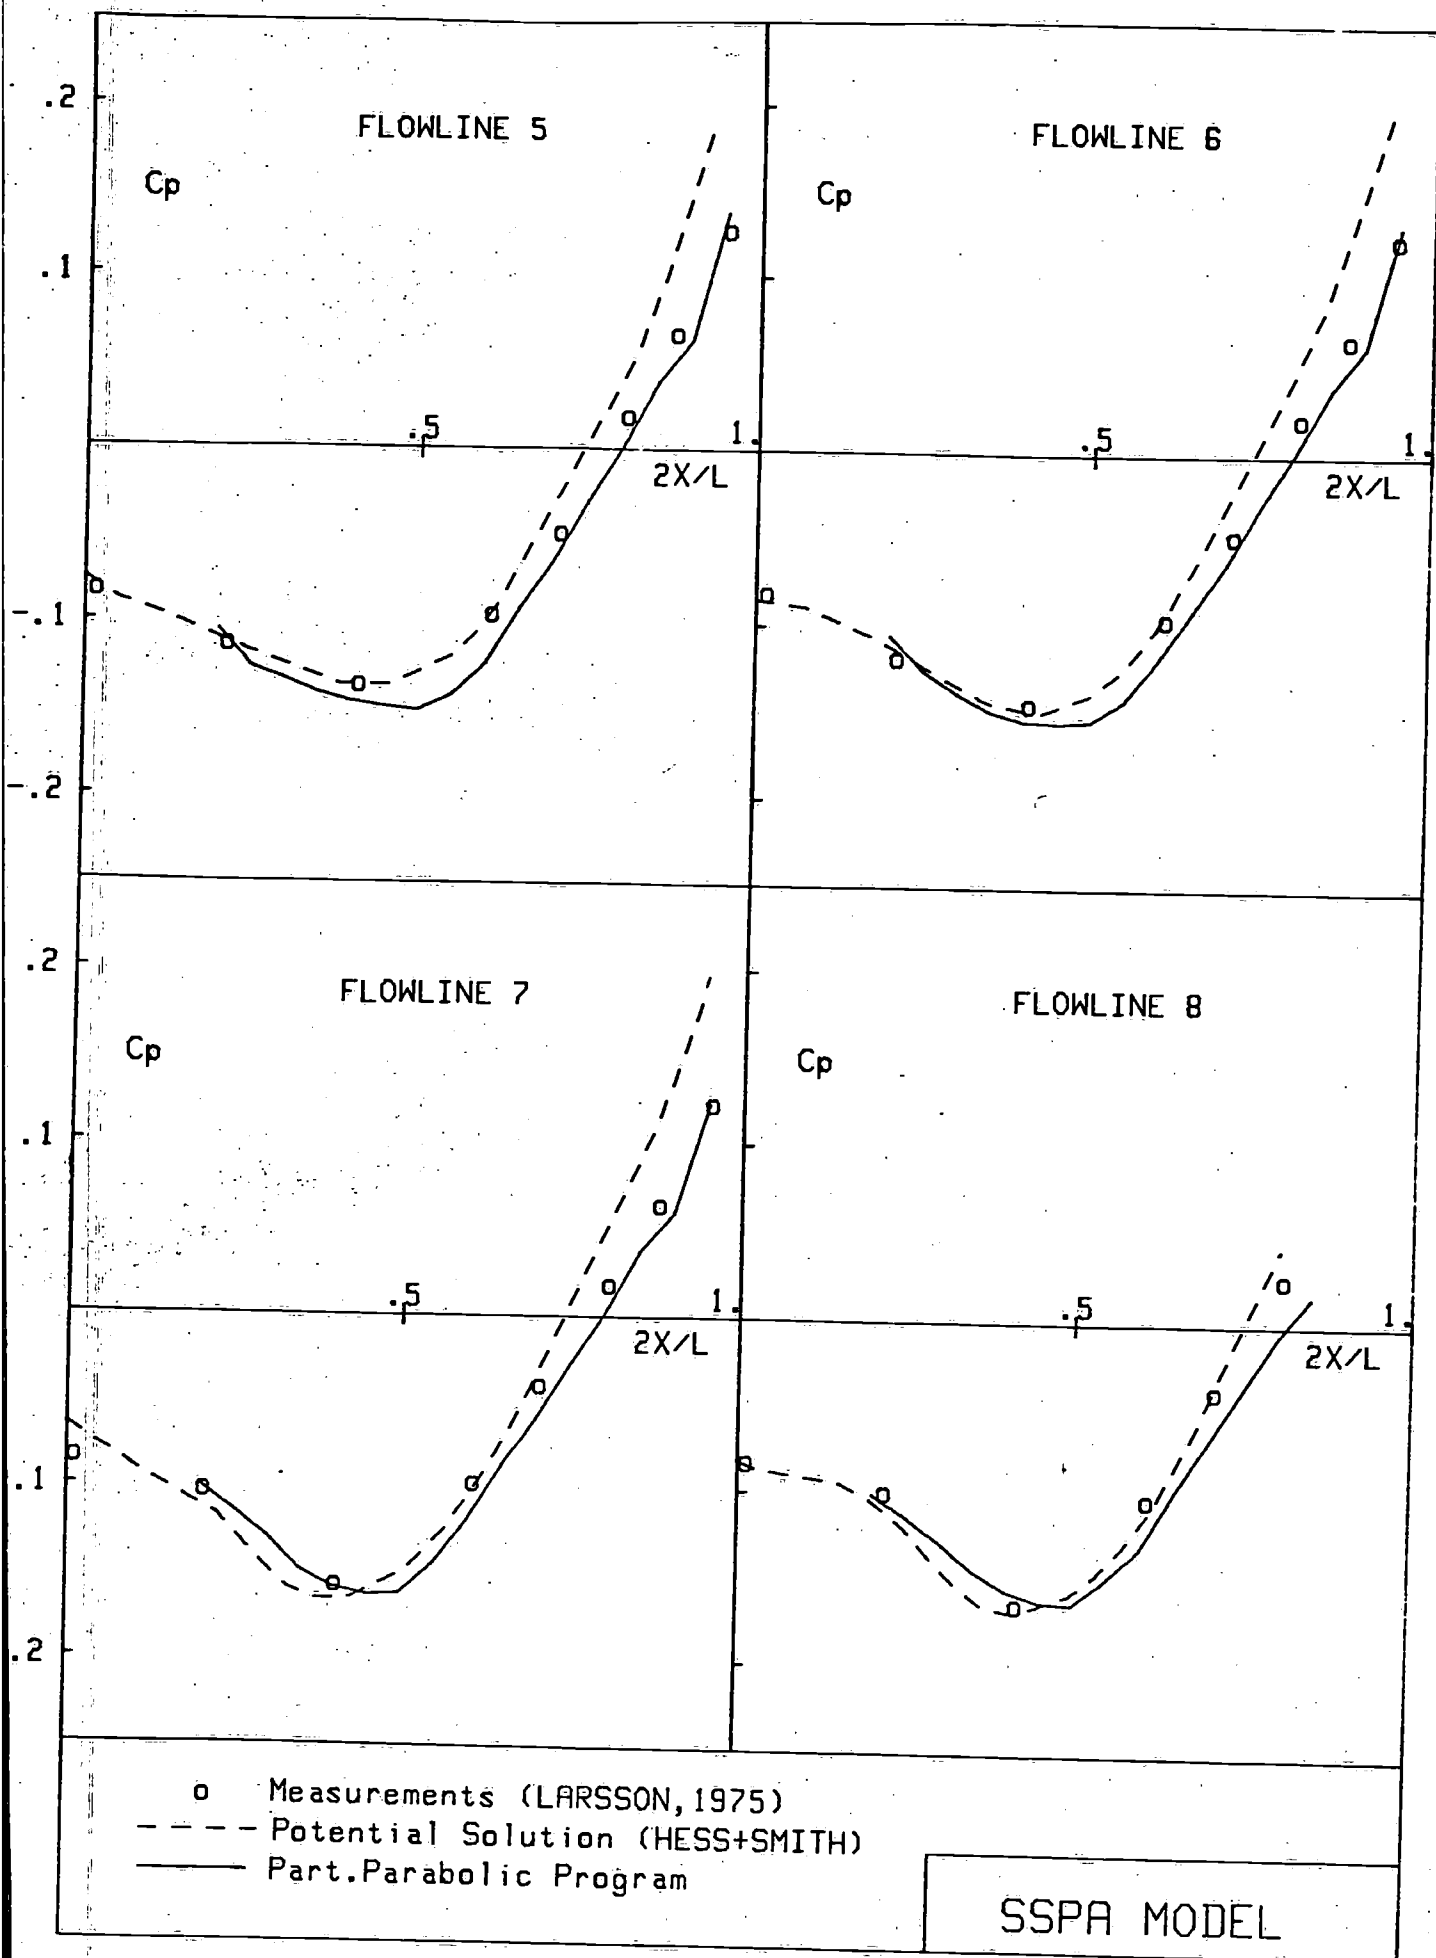 .2
FLOWLINE 5
FLOWLINE 6
Cp
Cp
.1
.5
1.
.5
1.
2X/L
2X/L
-.1
-.2
.2
FLOWLINE 7
FLOWLINE 8
Cp
Cp
.1
.5
1.
.5
1.
2X/L
2X/L
.1
.2
o Measurements (LARSSON,1975)
---- Potential Solution (HESS+SMITH)
Part.Parabolic Program
SSPA MODEL